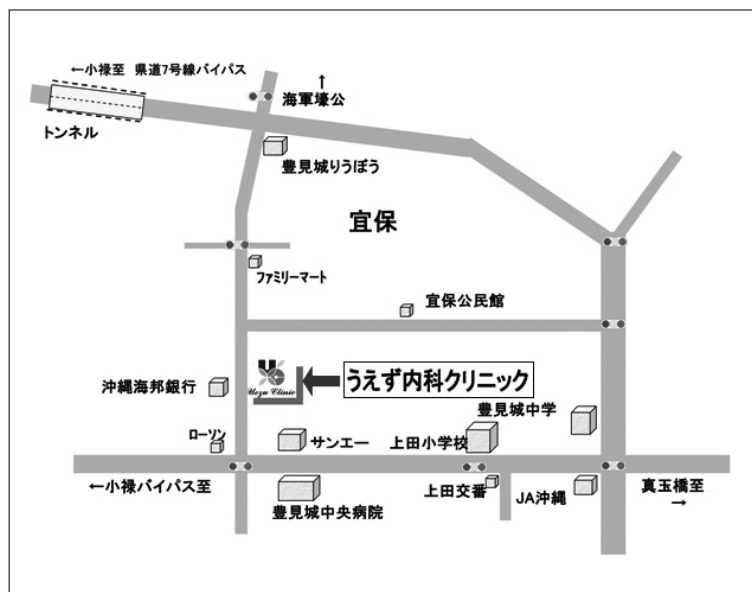 ←小禄至 県道7号線バイパス
↑
海軍壕公
トンネル
豊見城りうぼう
宜保
ファミリーマート
宜保公民館
沖縄海邦銀行
Uezu Clinic
うえず内科クリニック
豊見城中学
ローソン
サンエー
上田小学校
←小禄バイパス至
豊見城中央病院
上田交番
JA沖縄
真玉橋至
→